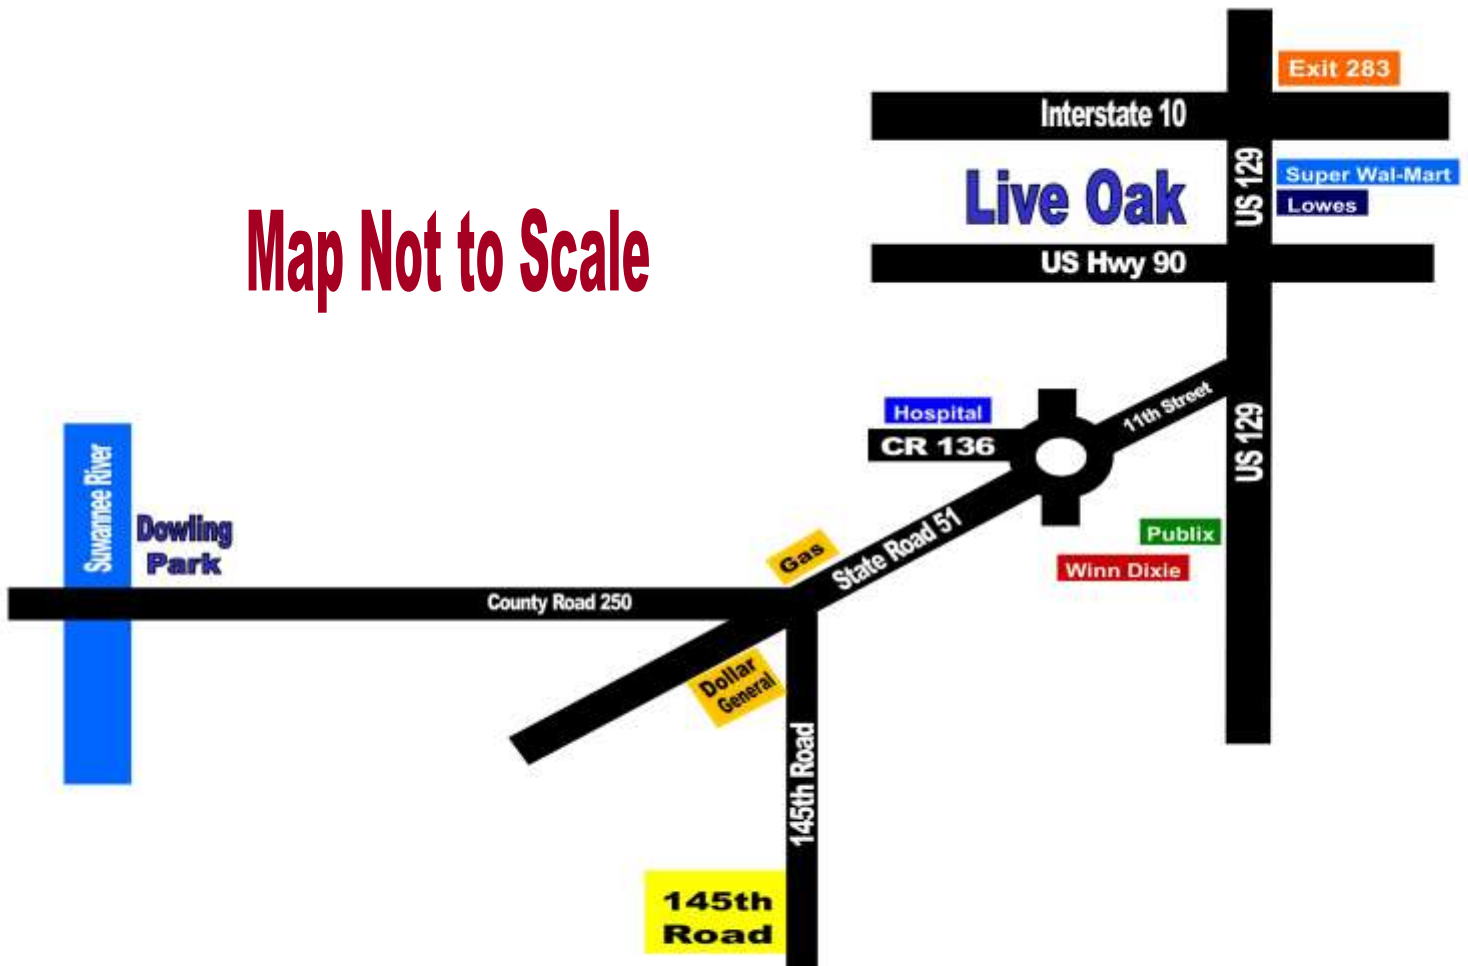 Exit 283
Interstate 10
US 129
Super Wal-Mart
Live Oak
Lowes
Map Not to Scale
US Hwy 90
11th Street
Hospital
CR 136
US 129
Suwannee River
Dowling
Park
State Road 51
Publix
Gas
Winn Dixie
County Road 250
Dollar
General
145th Road
145th
Road